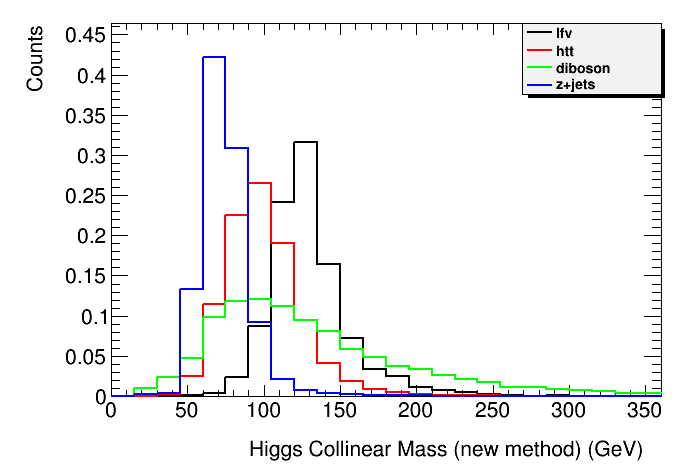 Counts
0.45
0.4
0.35
0.3
0.25
0.2
0.15
0.1
0.05
0
lfv
htt
diboson
z+jets
0 50 100 150 200 250 300 350
Higgs Collinear Mass (new method) (GeV)